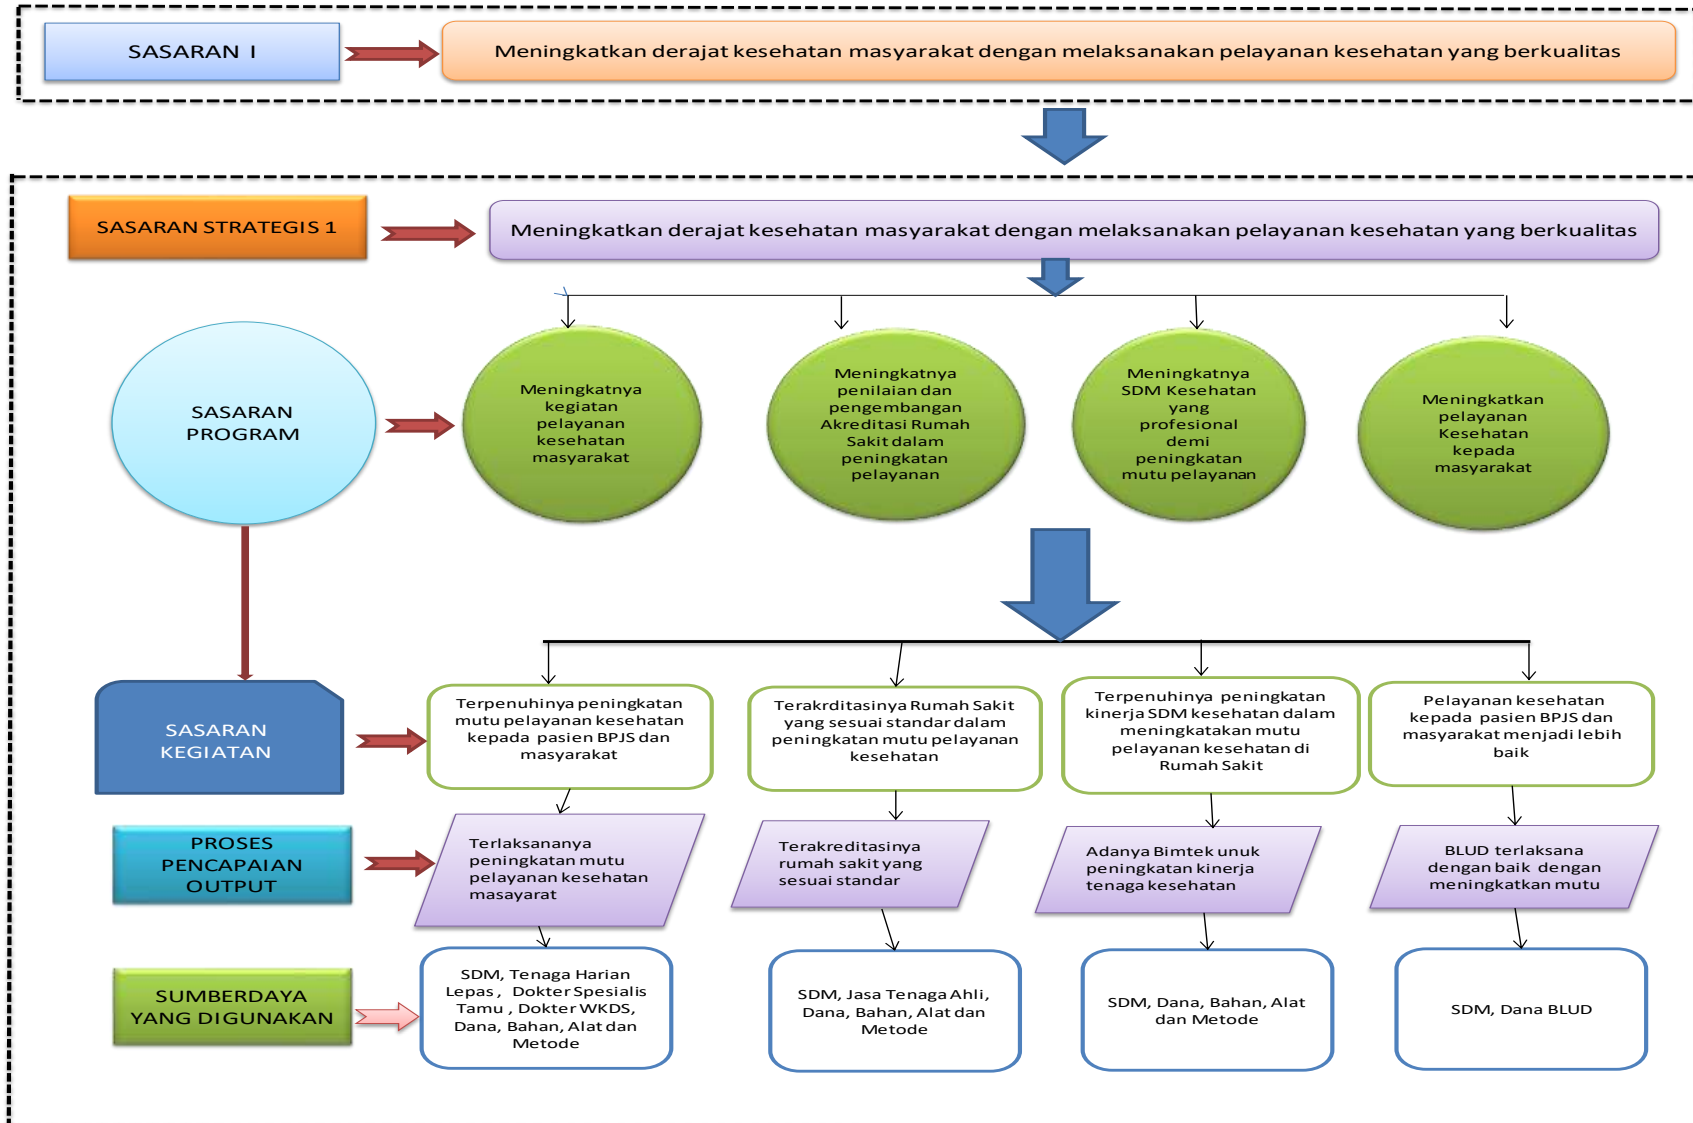 SASARAN I
Meningkatkan derajat kesehatan masyarakat dengan melaksanakan pelayanan kesehatan yang berkualitas
SASARAN STRATEGIS 1
Meningkatkan derajat kesehatan masyarakat dengan melaksanakan pelayanan kesehatan yang berkualitas
SASARAN
PROGRAM
Meningkatnya
kegiatan
pelayanan
kesehatan
masyarakat
Meningkatnya
penilaian dan
pengembangan
Akreditasi Rumah
Sakit dalam
peningkatan
pelayanan
Meningkatnya
SDM Kesehatan
yang
profesional
demi
peningkatan
mutu pelayanan
Meningkatkan
pelayanan
Kesehatan
kepada
masyarakat
SASARAN
KEGIATAN
Terpenuhinya peningkatan
mutu pelayanan kesehatan
kepada pasien BPJS dan
masyarakat
Terakrditasinya Rumah Sakit
yang sesuai standar dalam
peningkatan mutu pelayanan
kesehatan
Terpenuhinya peningkatan
kinerja SDM kesehatan dalam
meningkatakan mutu
pelayanan kesehatan di
Rumah Sakit
Pelayanan kesehatan
kepada pasien BPJS dan
masyarakat menjadi lebih
baik
PROSES
PENCAPAIAN
OUTPUT
Terlaksananya
peningkatan mutu
pelayanan kesehatan
masayarat
Terakreditasinya
rumah sakit yang
sesuai standar
Adanya Bimtek unuk
peningkatan kinerja
tenaga kesehatan
BLUD terlaksana
dengan baik dengan
meningkatkan mutu
SUMBERDAYA
YANG DIGUNAKAN
SDM, Tenaga Harian
Lepas , Dokter Spesialis
Tamu , Dokter WKDS,
Dana, Bahan, Alat dan
Metode
SDM, Jasa Tenaga Ahli,
Dana, Bahan, Alat dan
Metode
SDM, Dana, Bahan, Alat
dan Metode
SDM, Dana BLUD